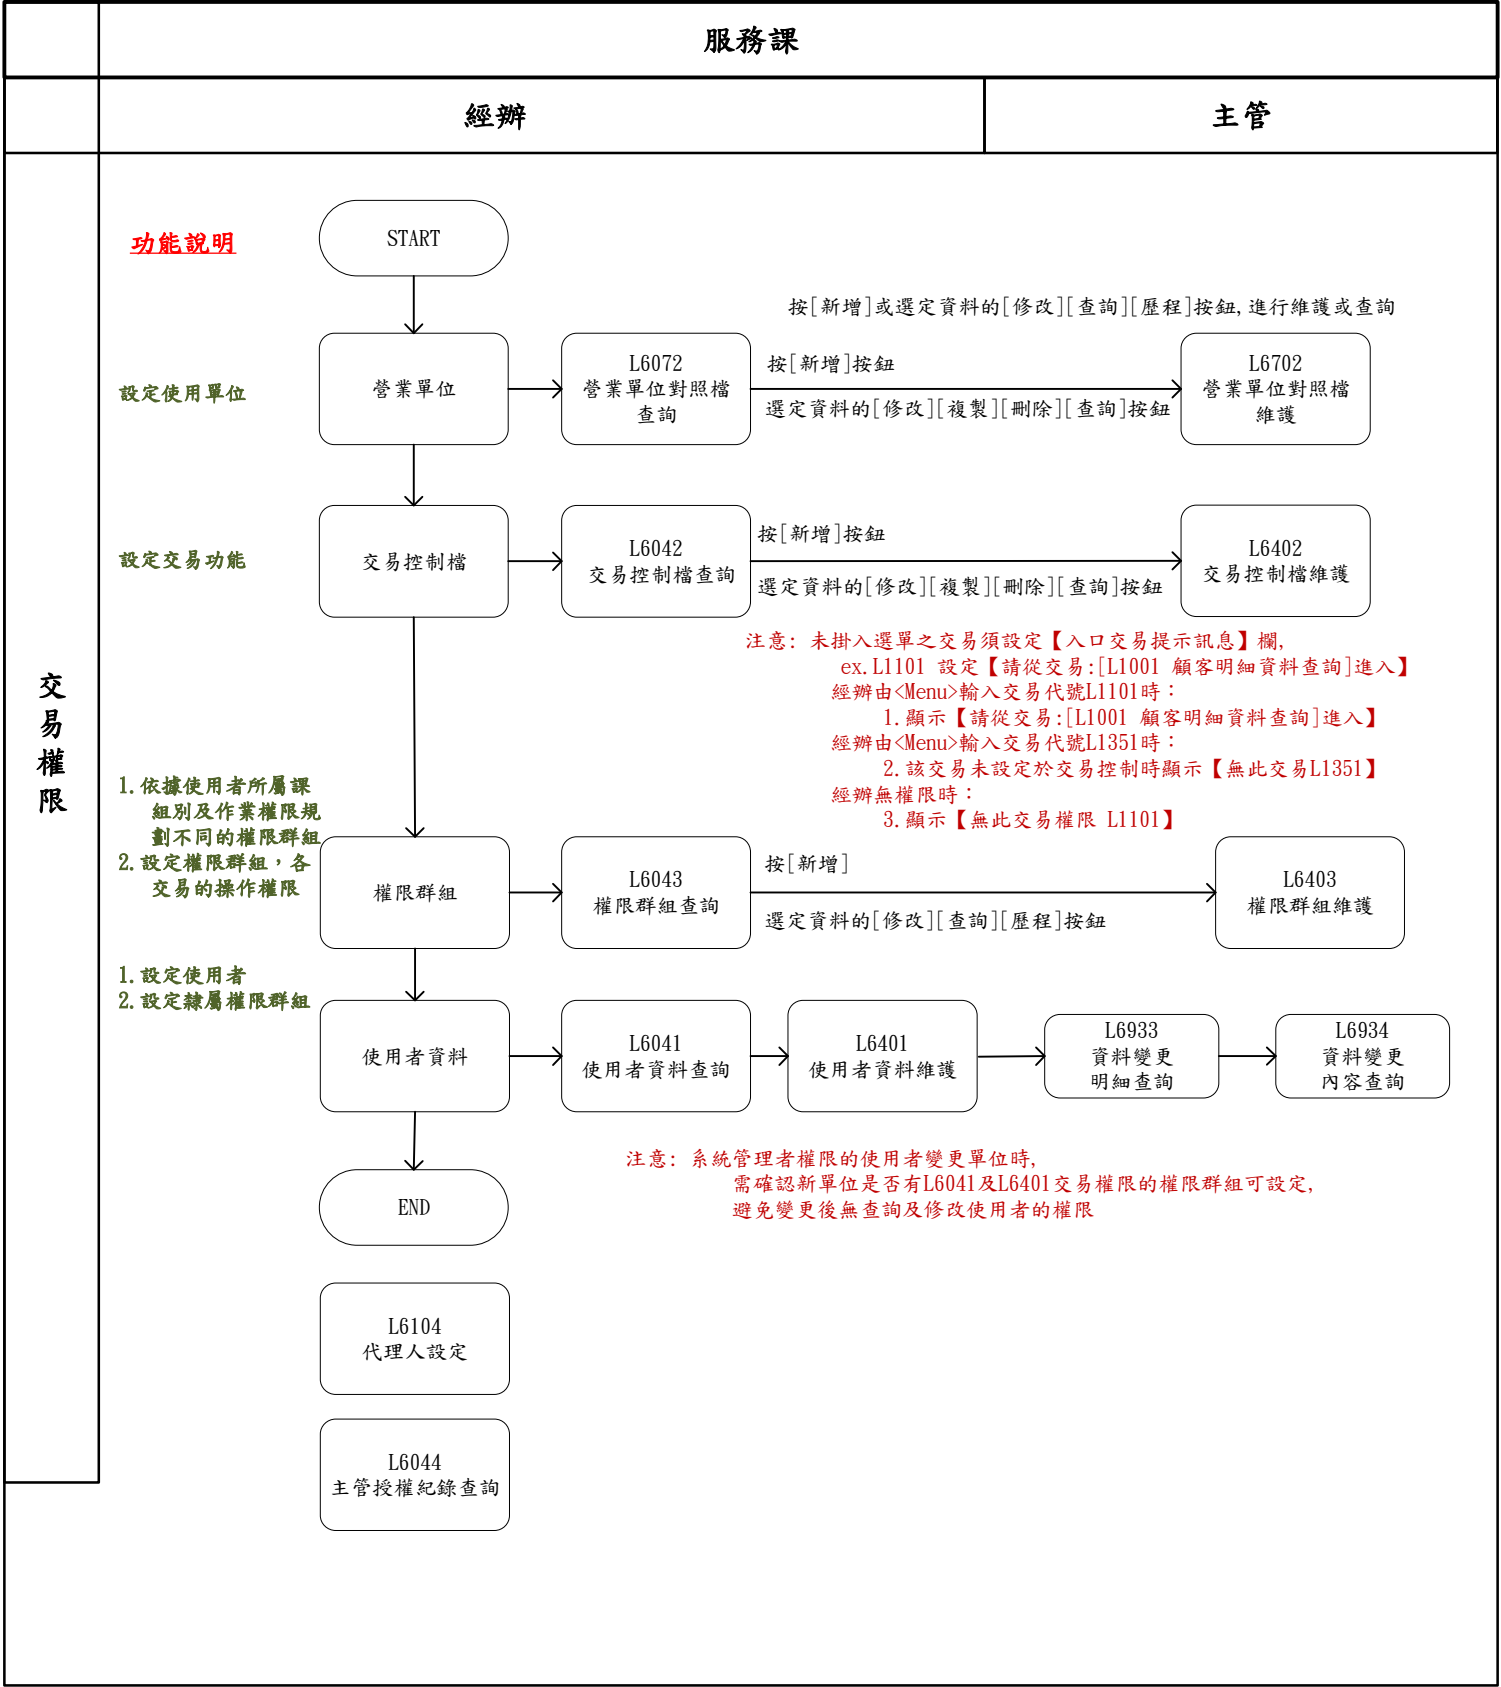 服務課
經辦
主管
交易權限
功能說明
START
按[新增]或選定資料的[修改][查詢][歷程]按鈕,進行維護或查詢
設定使用單位
營業單位
L6072
營業單位對照檔
查詢
按[新增]按鈕
選定資料的[修改][複製][刪除][查詢]按鈕
L6702
營業單位對照檔
維護
設定交易功能
交易控制檔
L6042
交易控制檔查詢
按[新增]按鈕
選定資料的[修改][複製][刪除][查詢]按鈕
L6402
交易控制檔維護
注意: 未掛入選單之交易須設定【入口交易提示訊息】欄,
ex.L1101 設定【請從交易:[L1001 顧客明細資料查詢]進入】
經辦由<Menu>輸入交易代號L1101時：
1.顯示【請從交易:[L1001 顧客明細資料查詢]進入】
經辦由<Menu>輸入交易代號L1351時：
2.該交易未設定於交易控制時顯示【無此交易L1351】
經辦無權限時：
3.顯示【無此交易權限 L1101】
1.依據使用者所屬課
組別及作業權限規
劃不同的權限群組
2.設定權限群組，各
交易的操作權限
權限群組
L6043
權限群組查詢
按[新增]
選定資料的[修改][查詢][歷程]按鈕
L6403
權限群組維護
1.設定使用者
2.設定隸屬權限群組
使用者資料
L6041
使用者資料查詢
L6401
使用者資料維護
L6933
資料變更
明細查詢
L6934
資料變更
內容查詢
注意: 系統管理者權限的使用者變更單位時,
需確認新單位是否有L6041及L6401交易權限的權限群組可設定,
避免變更後無查詢及修改使用者的權限
END
L6104
代理人設定
L6044
主管授權紀錄查詢